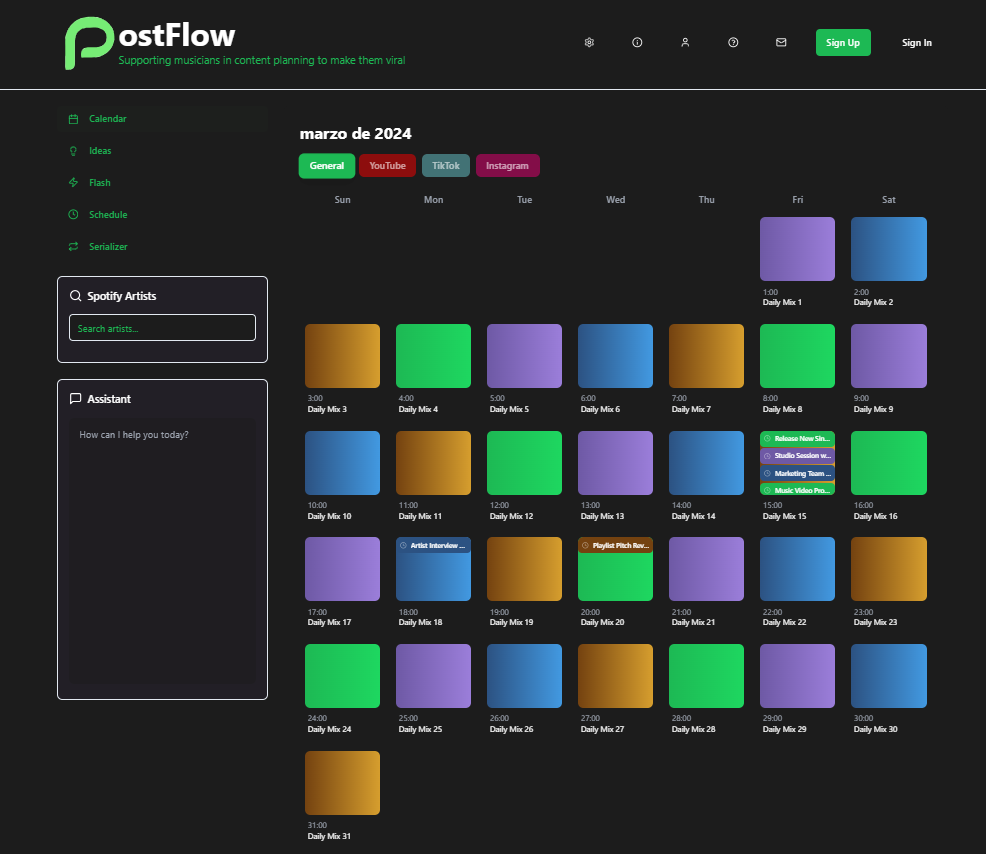 PostFlow
Supporting musicians in content planning to make them viral
Sign Up
Sign In
Calendar
Ideas
Flash
Schedule
Serializer
Spotify Artists
Search artists...
Assistant
How can I help you today?
marzo de 2024
General YouTube TikTok Instagram
Sun Mon Tue Wed Thu Fri Sat
1:00 2:00
Daily Mix 1 Daily Mix 2
3:00 4:00 5:00 6:00 7:00 8:00 9:00
Daily Mix 3 Daily Mix 4 Daily Mix 5 Daily Mix 6 Daily Mix 7 Daily Mix 8 Daily Mix 9
Release New Sin...
Studio Session w...
Marketing Team ...
Music Video Pro...
10:00 11:00 12:00 13:00 14:00 15:00 16:00
Daily Mix 10 Daily Mix 11 Daily Mix 12 Daily Mix 13 Daily Mix 14 Daily Mix 15 Daily Mix 16
Artist Interview ... Playlist Pitch Rev...
17:00 18:00 19:00 20:00 21:00 22:00 23:00
Daily Mix 17 Daily Mix 18 Daily Mix 19 Daily Mix 20 Daily Mix 21 Daily Mix 22 Daily Mix 23
24:00 25:00 26:00 27:00 28:00 29:00 30:00
Daily Mix 24 Daily Mix 25 Daily Mix 26 Daily Mix 27 Daily Mix 28 Daily Mix 29 Daily Mix 30
31:00
Daily Mix 31